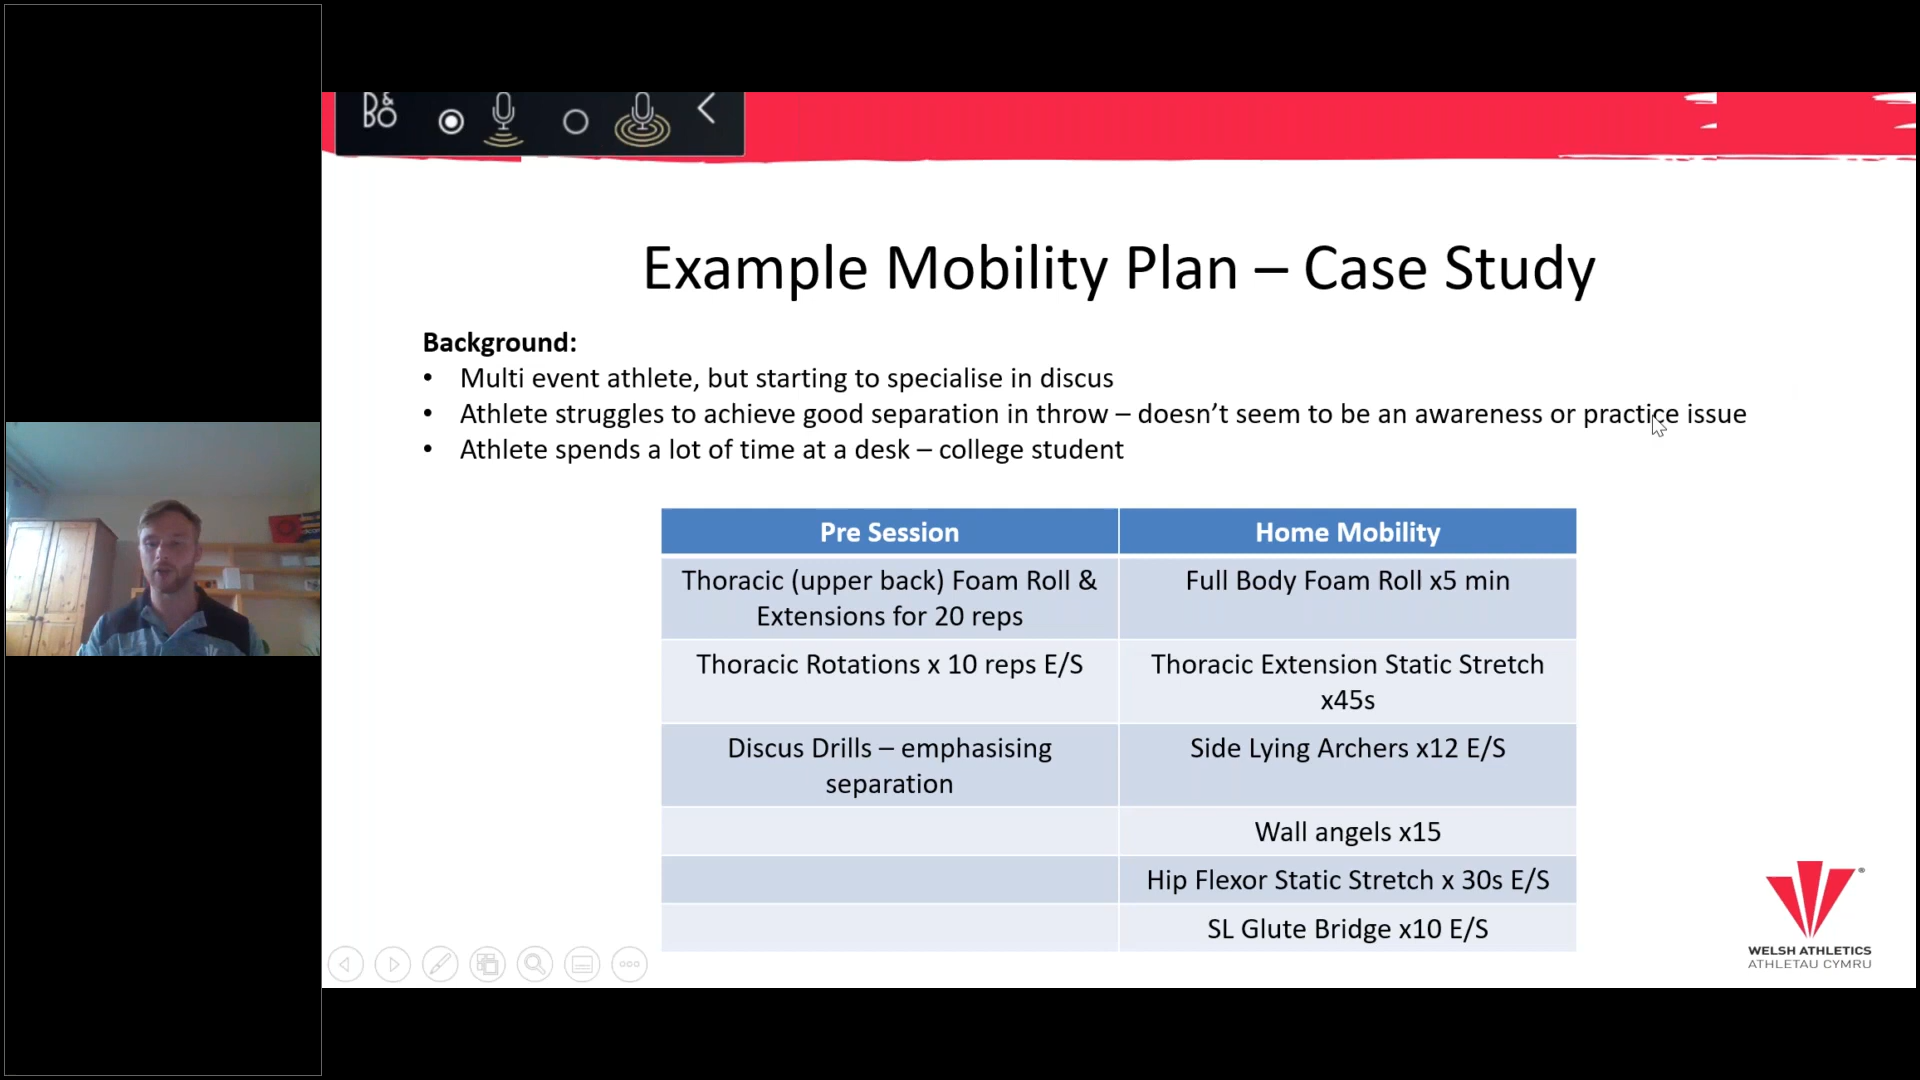 B&O
Example Mobility Plan – Case Study
Background:
• Multi event athlete, but starting to specialise in discus
• Athlete struggles to achieve good separation in throw – doesn’t seem to be an awareness or practice issue
• Athlete spends a lot of time at a desk – college student
Pre Session
Home Mobility
Thoracic (upper back) Foam Roll &
Extensions for 20 reps
Full Body Foam Roll x5 min
Thoracic Rotations x 10 reps E/S
Thoracic Extension Static Stretch
x45s
Discus Drills – emphasising
separation
Side Lying Archers x12 E/S
Wall angels x15
Hip Flexor Static Stretch x 30s E/S
SL Glute Bridge x10 E/S
®
WELSH ATHLETICS
ATHLETAU CYMRU